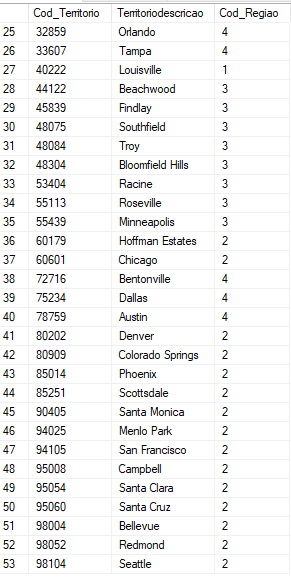 Cod_Territorio Territoriodescricao Cod_Regiao
25 32859 Orlando 4
26 33607 Tampa 4
27 40222 Louisville 1
28 44122 Beachwood 3
29 45839 Findlay 3
30 48075 Southfield 3
31 48084 Troy 3
32 48304 Bloomfield Hills 3
33 53404 Racine 3
34 55113 Roseville 3
35 55439 Minneapolis 3
36 60179 Hoffman Estates 2
37 60601 Chicago 2
38 72716 Bentonville 4
39 75234 Dallas 4
40 78759 Austin 4
41 80202 Denver 2
42 80909 Colorado Springs 2
43 85014 Phoenix 2
44 85251 Scottsdale 2
45 90405 Santa Monica 2
46 94025 Menlo Park 2
47 94105 San Francisco 2
48 95008 Campbell 2
49 95054 Santa Clara 2
50 95060 Santa Cruz 2
51 98004 Bellevue 2
52 98052 Redmond 2
53 98104 Seattle 2